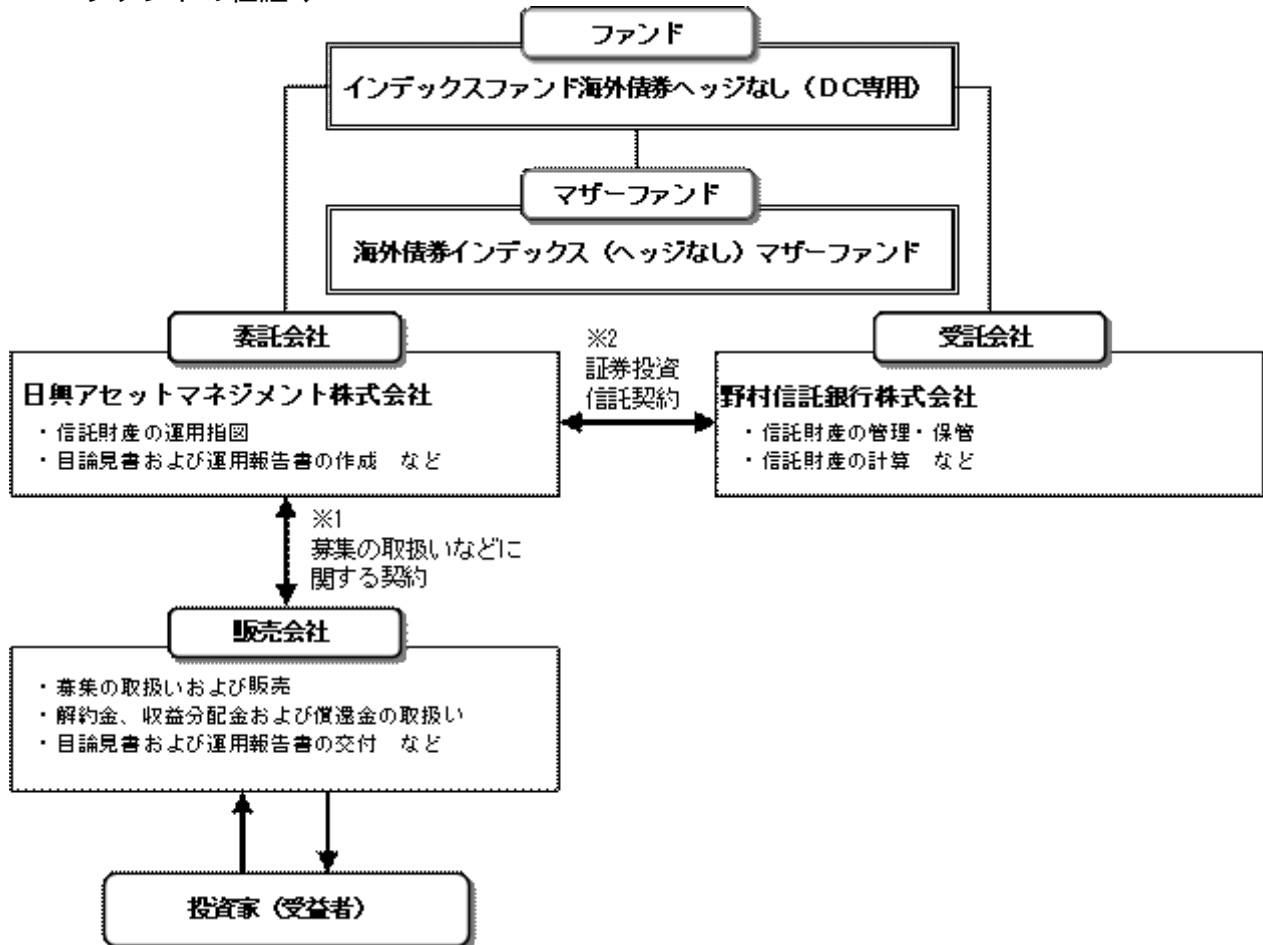 ファンドの仕組み
ファンド
インデックスファンド海外債券ヘッジなし（ＤＣ専用）
マザーファンド
海外債券インデックス（ヘッジなし）マザーファンド
委託会社
日興アセットマネジメント株式会社
・信託財産の運用指図
・目論見書および運用報告書の作成　など
※2
証券投資
信託契約
受託会社
野村信託銀行株式会社
・信託財産の管理・保管
・信託財産の計算　など
※1
募集の取扱いなどに
関する契約
販売会社
・募集の取扱いおよび販売
・解約金、収益分配金および償還金の取扱い
・目論見書および運用報告書の交付　など
投資家（受益者）